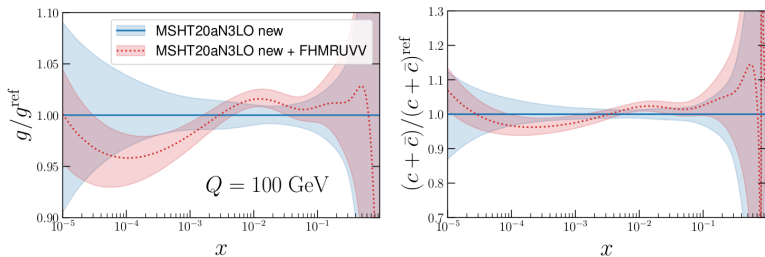 1.10
1.05
1.00
0.95
0.90
g/g^ref
MSHT20aN3LO new
MSHT20aN3LO new + FHMRUVV
Q = 100 GeV
10^−5 10^−4 10^−3 10^−2 10^−1
x
1.3
1.2
1.1
1.0
0.9
0.8
0.7
(c + c̄)/(c + c̄)^ref
10^−5 10^−4 10^−3 10^−2 10^−1
x